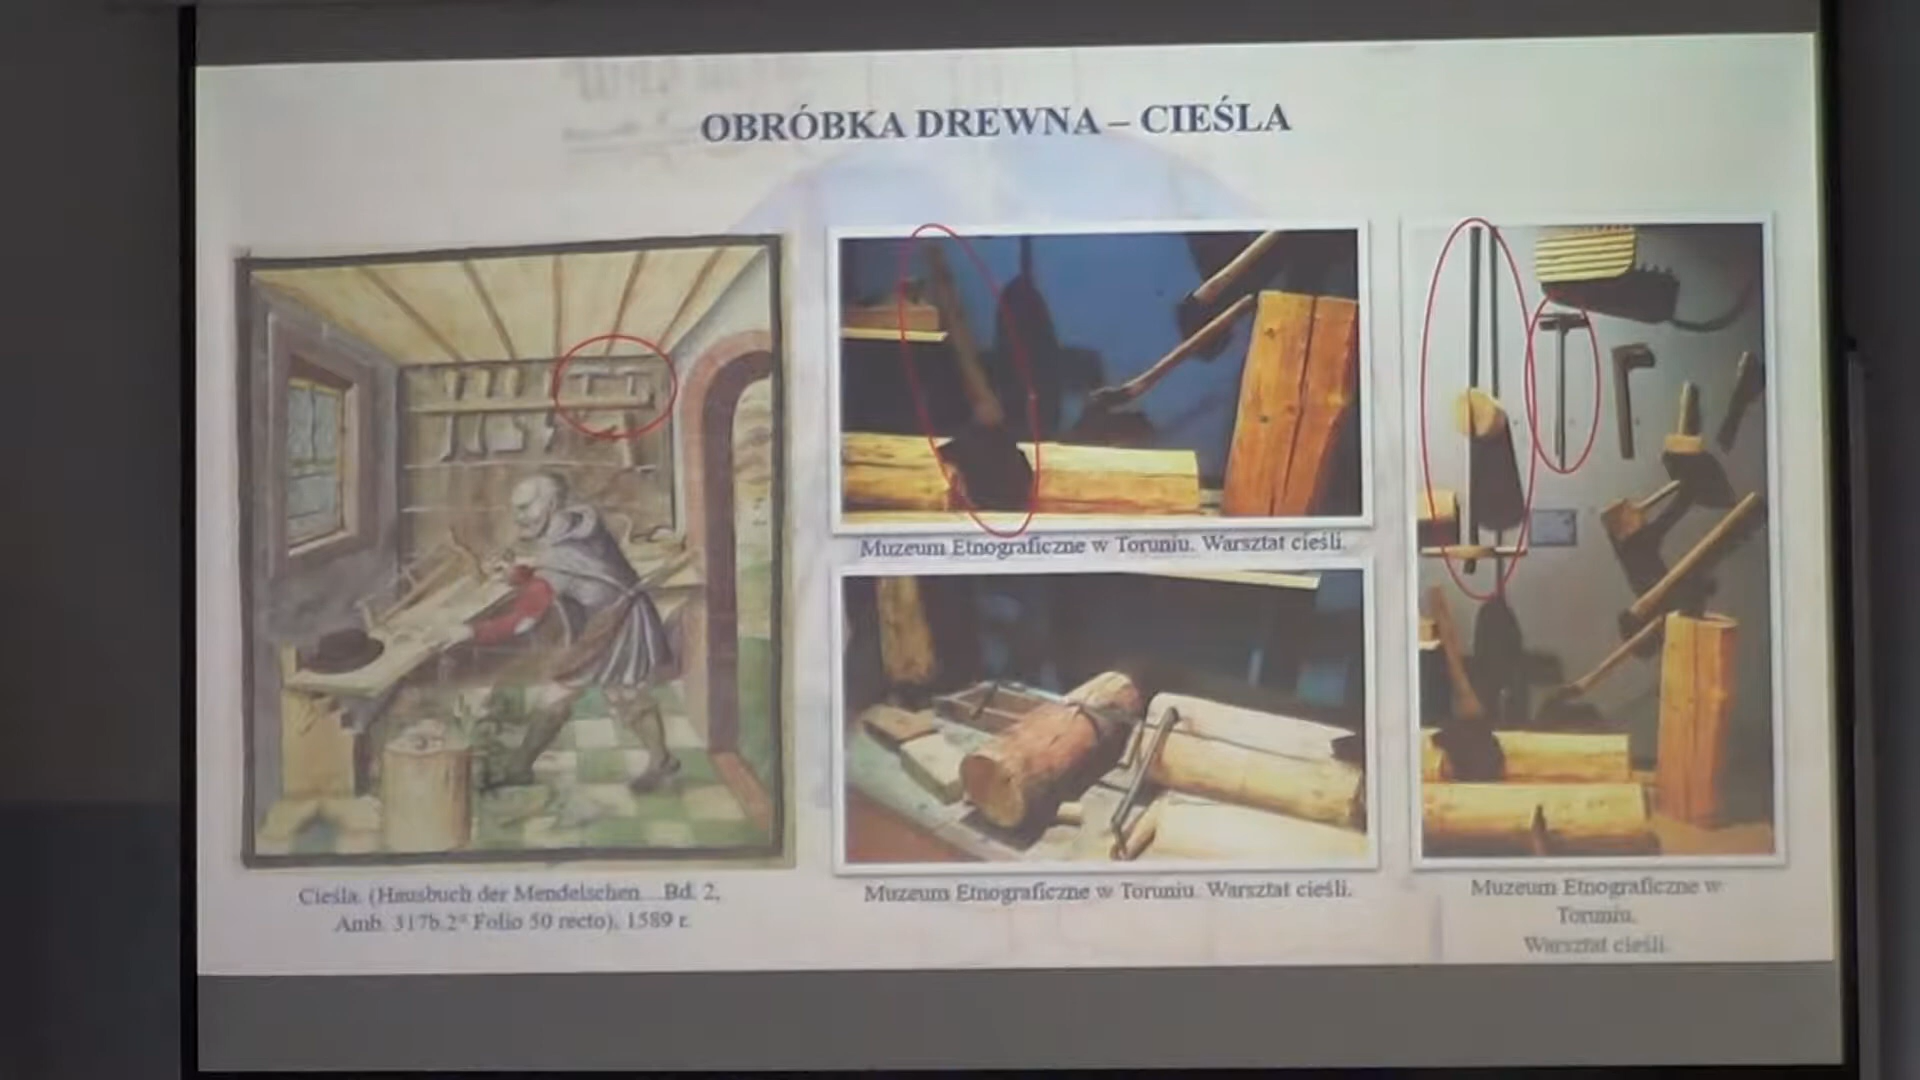 OBRÓBKA DREWNA – CIEŚLA
Muzeum Etnograficzne w Toruniu. Warsztat cieśli.
Cieśla. (Hausbuch der Mendelschen... Bd. 2,
Amb. 317b.2° Folio 50 recto), 1589 r.
Muzeum Etnograficzne w Toruniu. Warsztat cieśli.
Muzeum Etnograficzne w
Toruniu.
Warsztat cieśli.